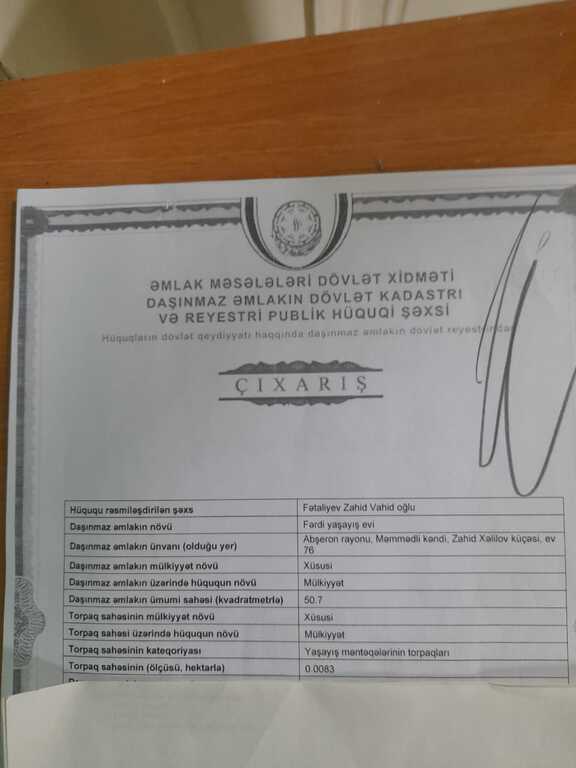 ƏMLAK MƏSƏLƏLƏRİ DÖVLƏT XİDMƏTİ
DAŞINMAZ ƏMLAKIN DÖVLƏT KADASTRI
VƏ REYESTRİ PUBLİK HÜQUQİ ŞƏXSİ
Hüquqların dövlət qeydiyyatı haqqında daşınmaz əmlakın dövlət reyestrindən
ÇIXARIŞ
Hüququ rəsmiləşdirilən şəxs Fətəliyev Zahid Vahid oğlu
Daşınmaz əmlakın növü Fərdi yaşayış evi
Daşınmaz əmlakın ünvanı (olduğu yer) Abşeron rayonu, Məmmədli kəndi, Zahid Xəlilov küçəsi, ev
76
Daşınmaz əmlakın mülkiyyət növü Xüsusi
Daşınmaz əmlakın üzərində hüququn növü Mülkiyyət
Daşınmaz əmlakın ümumi sahəsi (kvadratmetrlə) 50.7
Torpaq sahəsinin mülkiyyət növü Xüsusi
Torpaq sahəsi üzərində hüququn növü Mülkiyyət
Torpaq sahəsinin kateqoriyası Yaşayış məntəqələrinin torpaqları
Torpaq sahəsinin (ölçüsü, hektarla) 0.0083